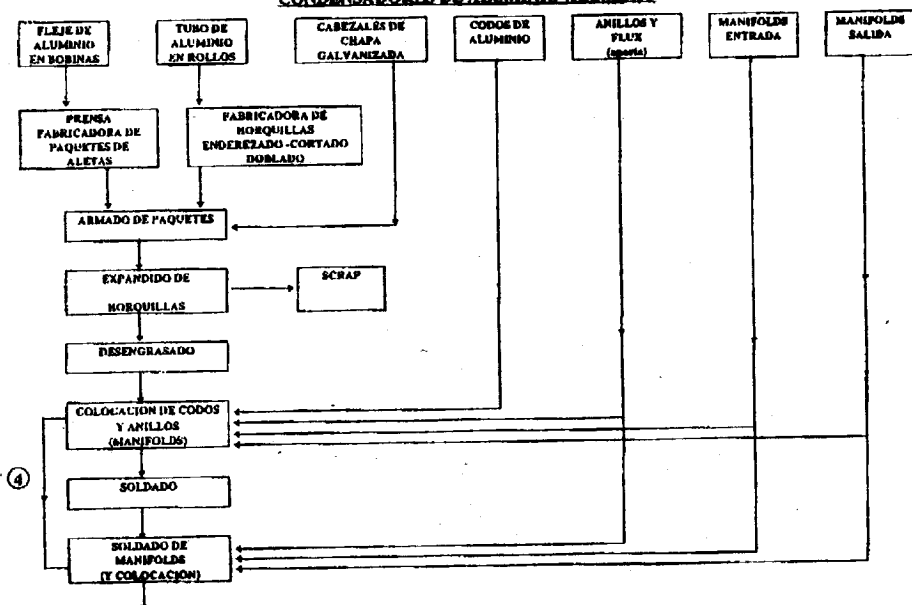 FLEJE DE
ALUMINIO
EN BOBINAS
TUBO DE
ALUMINIO
EN ROLLOS
CABEZALES DE
CHAPA
GALVANIZADA
CODOS DE
ALUMINIO
ANILLOS Y
FLUX
(aporte)
MANIFOLDS
ENTRADA
MANIFOLDS
SALIDA
PRENSA
FABRICADORA DE
PAQUETES DE
ALETAS
FABRICADORA DE
HORQUILLAS
ENDEREZADO -CORTADO
DOBLADO
ARMADO DE PAQUETES
EXPANDIDO DE
HORQUILLAS
SCRAP
DESENGRASADO
COLOCACION DE CODOS
Y ANILLOS
(MANIFOLDS)
4
SOLDADO
SOLDADO DE
MANIFOLDS
(Y COLOCACIÓN)